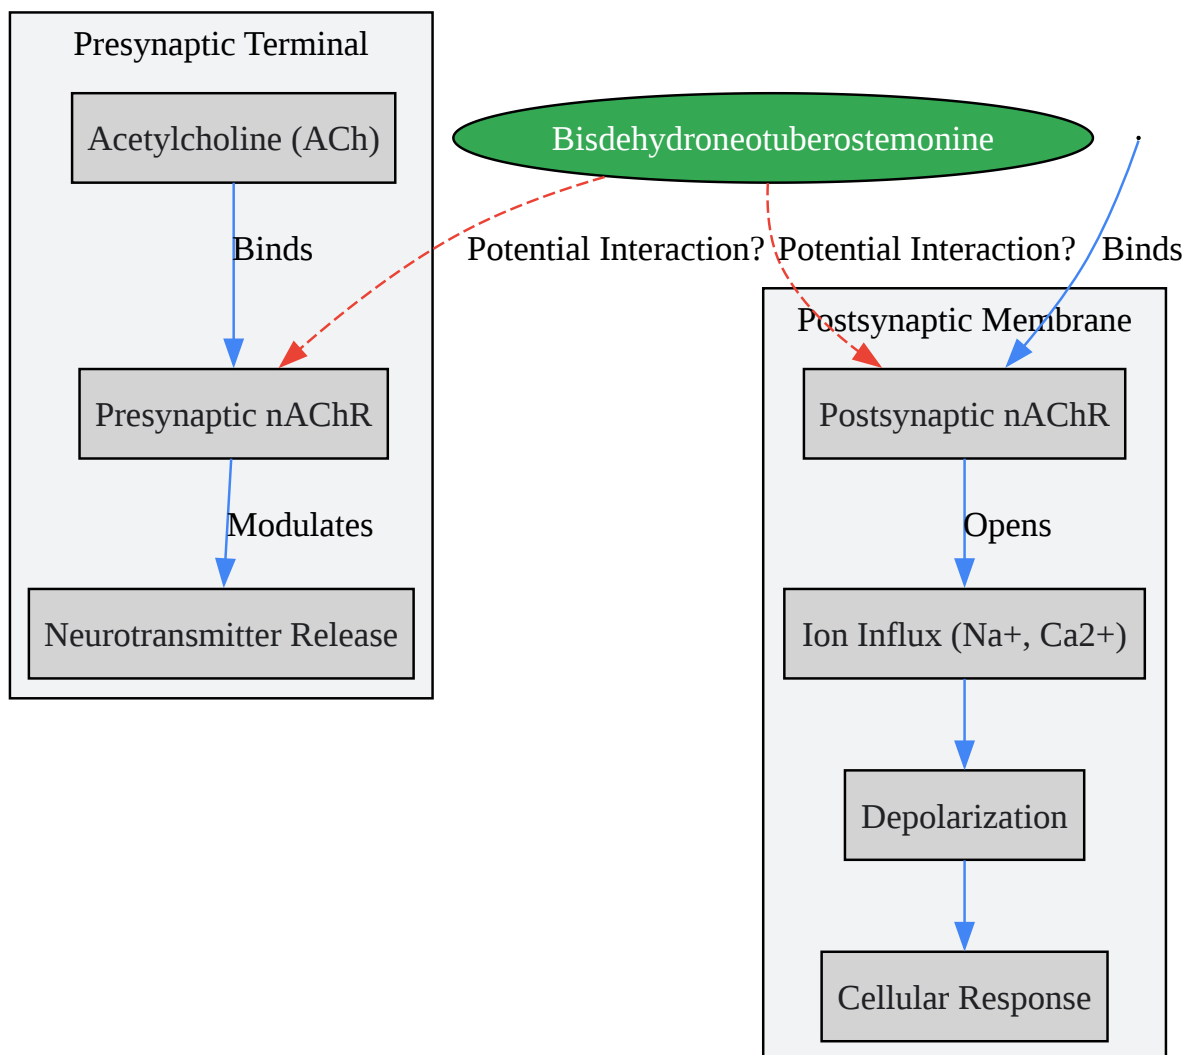 Presynaptic Terminal
Acetylcholine (ACh)
Bisdehydroneotuberostemonine
Binds
Potential Interaction?
Potential Interaction?
Binds
Postsynaptic Membrane
Presynaptic nAChR
Postsynaptic nAChR
Modulates
Opens
Neurotransmitter Release
Ion Influx (Na+, Ca2+)
Depolarization
Cellular Response